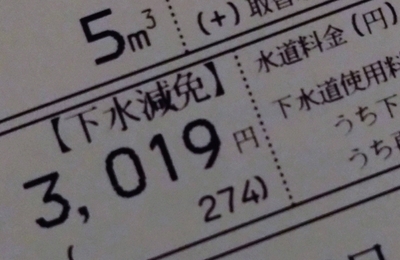 5m³
(+) 取替
水道料金 (円)
【下水減免】
下水道使用料
3,019 円
うち下
うち
274)
(